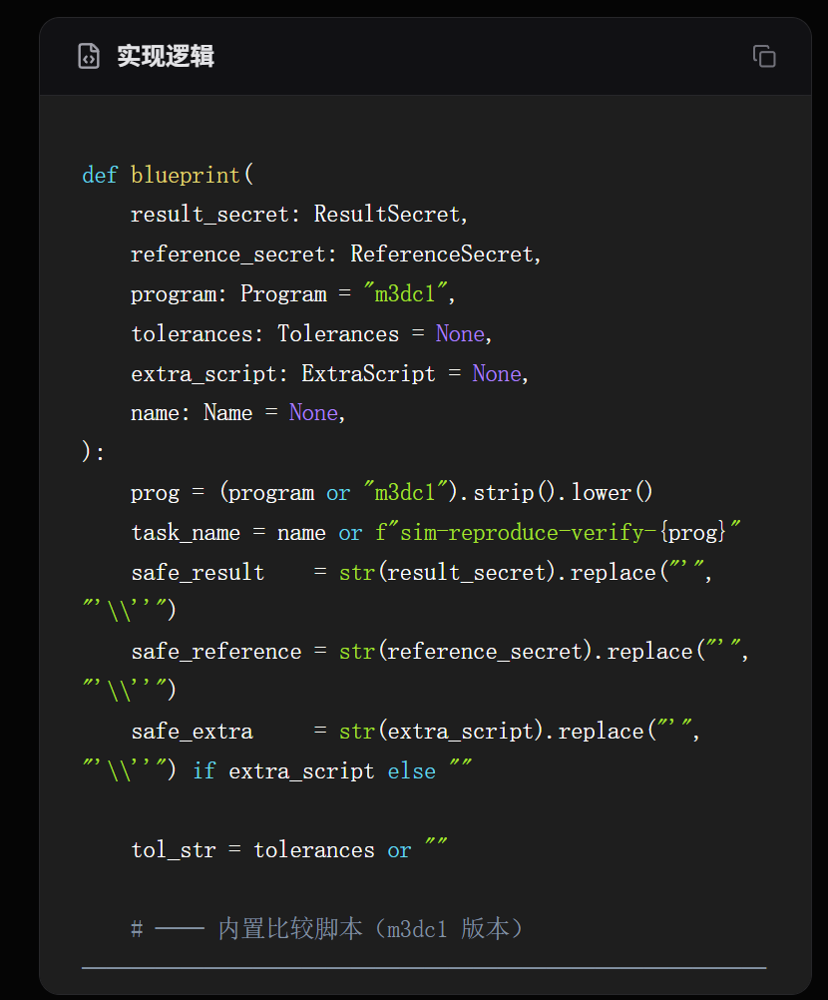 实现逻辑
def blueprint(
    result_secret: ResultSecret,
    reference_secret: ReferenceSecret,
    program: Program = "m3dc1",
    tolerances: Tolerances = None,
    extra_script: ExtraScript = None,
    name: Name = None,
):
    prog = (program or "m3dc1").strip().lower()
    task_name = name or f"sim-reproduce-verify-{prog}"
    safe_result    = str(result_secret).replace("'",
"'\\''")
    safe_reference = str(reference_secret).replace("'",
"'\\''")
    safe_extra     = str(extra_script).replace("'",
"'\\''") if extra_script else ""
    tol_str = tolerances or ""
    # ── 内置比较脚本（m3dc1 版本）
────────────────────────────